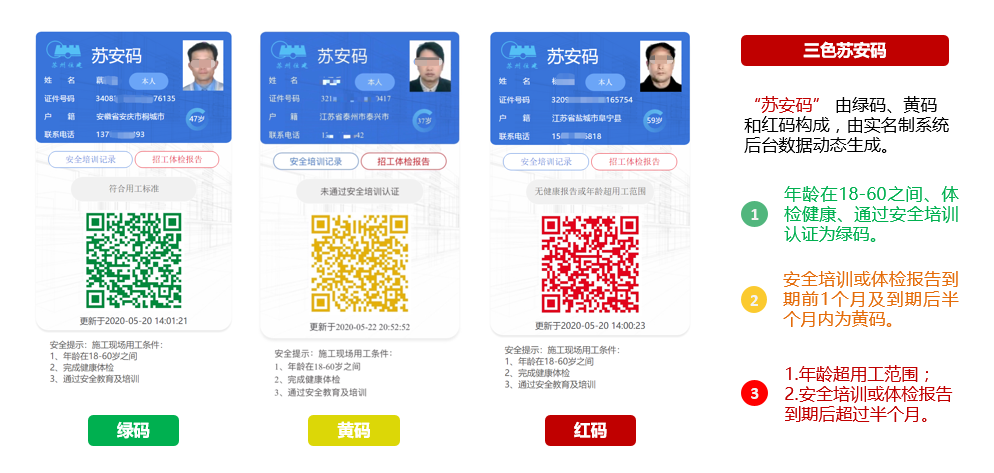 苏安码
苏州住建
姓 名
本人
证件号码 3408 76135
户 籍 安徽省安庆市桐城市
联系电话 137 93
47岁
安全培训记录
招工体检报告
符合用工标准
更新于2020-05-20 14:01:21
安全提示：施工现场用工条件：
1、年龄在18-60岁之间
2、完成健康体检
3、通过安全教育及培训
绿码
苏安码
苏州住建
姓 名
本人
证件号码 3218 3417
户 籍 江苏省泰州市泰兴市
联系电话 42
37岁
安全培训记录
招工体检报告
未通过安全培训认证
更新于2020-05-22 20:52:52
安全提示：施工现场用工条件：
1、年龄在18-60岁之间
2、完成健康体检
3、通过安全教育及培训
黄码
苏安码
苏州住建
姓 名
本人
证件号码 3209 165754
户 籍 江苏省盐城市阜宁县
联系电话 15 6818
59岁
安全培训记录
招工体检报告
无健康报告或年龄超用工范围
更新于2020-05-20 14:00:23
安全提示：施工现场用工条件：
1、年龄在18-60岁之间
2、完成健康体检
3、通过安全教育及培训
红码
三色苏安码
“苏安码” 由绿码、黄码
和红码构成，由实名制系统
后台数据动态生成。
1
年龄在18-60之间、体
检健康、通过安全培训
认证为绿码。
2
安全培训或体检报告到
期前1个月及到期后半
个月内为黄码。
3
1.年龄超用工范围；
2.安全培训或体检报告
到期后超过半个月。